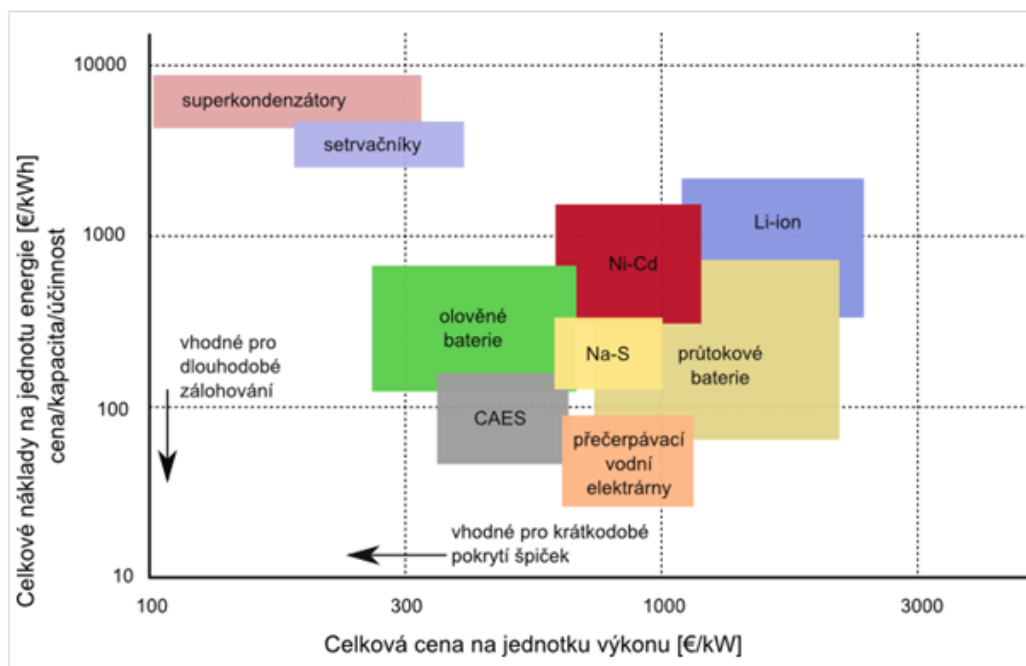 Celkové náklady na jednotu energie [€/kWh]
cena/kapacita/účinnost
10000
1000
100
10
superkondenzátory
setrvačníky
Li-ion
Ni-Cd
olověné
baterie
Na-S
průtokové
baterie
vhodné pro
dlouhodobé
zálohování
CAES
přečerpávací
vodní
elektrárny
vhodné pro krátkodobé
pokrytí špiček
100
300
1000
3000
Celková cena na jednotku výkonu [€/kW]